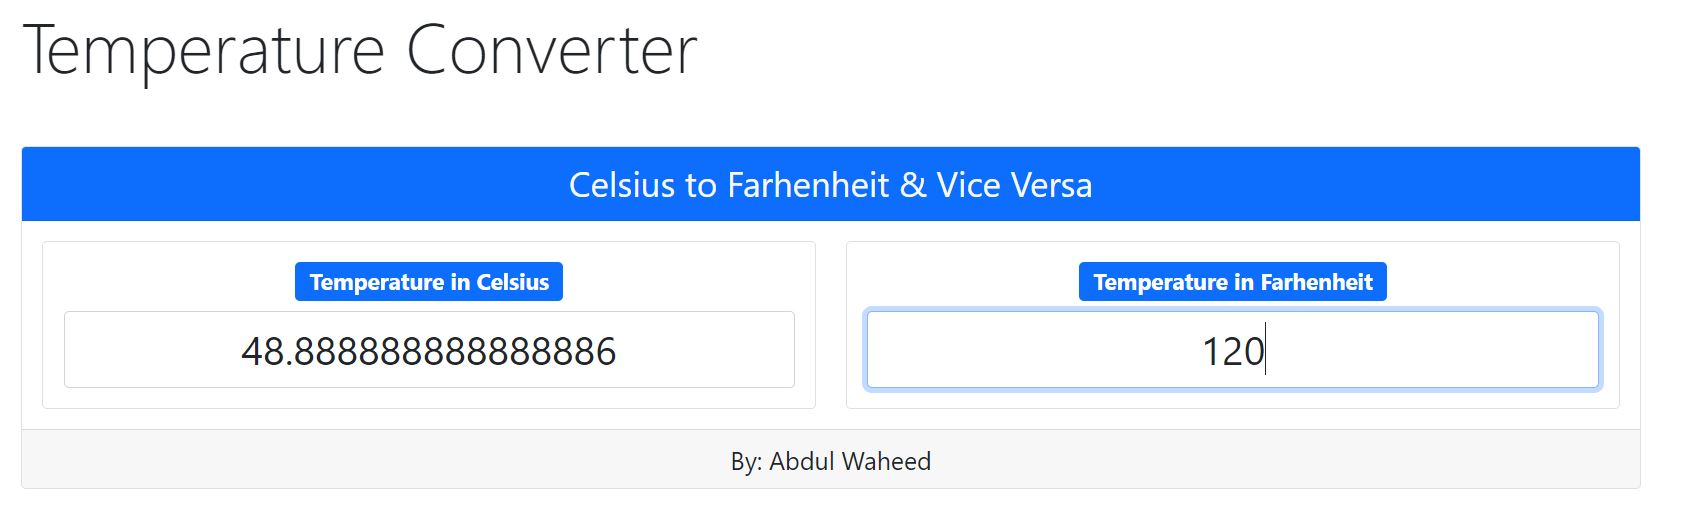 Temperature Converter
Celsius to Farhenheit & Vice Versa
Temperature in Celsius
48.888888888888886
Temperature in Farhenheit
120
By: Abdul Waheed